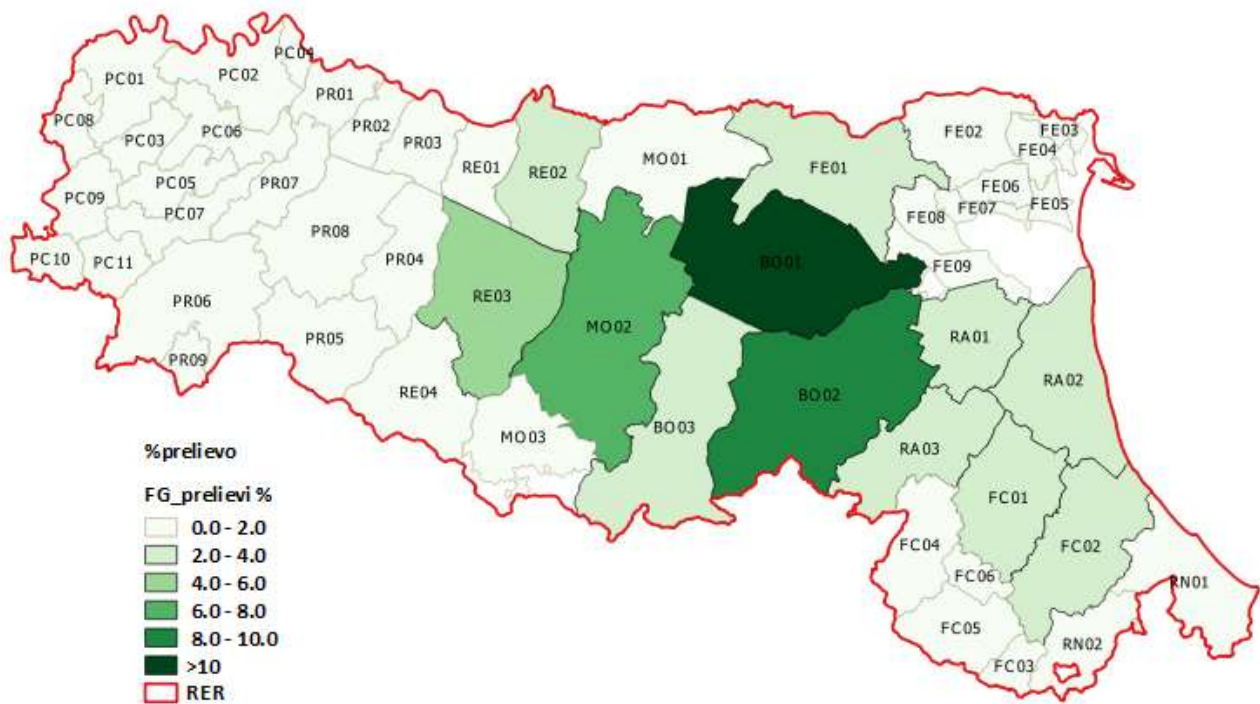 PC04
PC01
PC02
PR01
PC08
PC03
PC06
PR02
PR03
RE01
RE02
MO01
FE01
FE02
FE03
FE04
PC05
PR07
PC09
PC07
FE06
FE05
FE07
FE08
PR08
PR04
PC10
PC11
BO01
FE09
PR06
RE03
MO02
PR05
RA01
PR09
RE04
BO02
RA02
MO03
BO03
RA03
FC01
FC02
FC04
FC06
RN01
FC05
RN02
FC03
%prelievo
FG_prelievi %
0.0 - 2.0
2.0 - 4.0
4.0 - 6.0
6.0 - 8.0
8.0 - 10.0
>10
RER